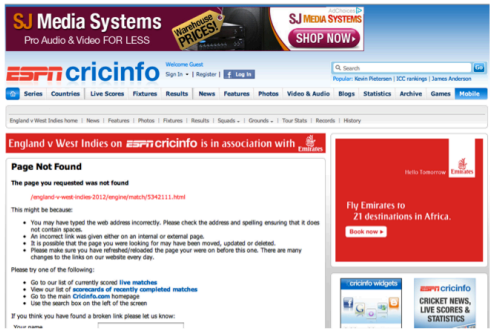 SJ Media Systems
Pro Audio & Video FOR LESS
Warehouse PRICES!
AdChoices
SJ MEDIA SYSTEMS
SHOP NOW
ESPN cricinfo
Welcome Guest
Sign In | Register | f Log In
Search
Go
Popular: Kevin Pietersen | ICC rankings | James Anderson
Series Countries Live Scores Fixtures Results News Features Photos Video & Audio Blogs Statistics Archive Games Mobile
England v West Indies home | News | Features | Photos | Fixtures | Results | Squads | Grounds | Tour Stats | Records | History
England v West Indies on ESPN cricinfo is in association with Emirates
Page Not Found
The page you requested was not found
/england-v-west-indies-2012/engine/match/5342111.html
This might be because:
• You may have typed the web address incorrectly. Please check the address and spelling ensuring that it does
not contain spaces.
• An incorrect link was given either on an internal or external page.
• It is possible that the page you were looking for may have been moved, updated or deleted.
• Please make sure you have refreshed/reloaded the page your were on before this one. There are many
changes to the links on our website every day.
Please try one of the following:
• Go to our list of currently scored live matches
• View our list of scorecards of recently completed matches
• Go to the main Cricinfo.com homepage
• Use the search box on the left of the screen
If you think you have found a broken link please let us know:
Your name
Hello Tomorrow
Emirates
Fly Emirates to
21 destinations in Africa.
Book now
cricinfo widgets
ESPN cricinfo
CRICKET NEWS,
LIVE SCORES &
STATISTICS